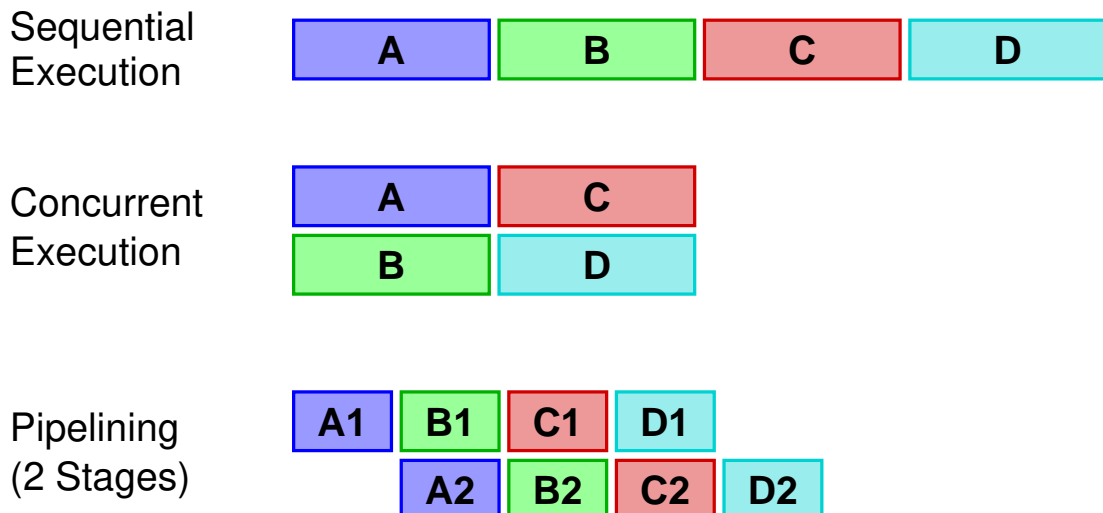 Sequential
Execution
A B C D
Concurrent
Execution
A C
B D
Pipelining
(2 Stages)
A1 B1 C1 D1
A2 B2 C2 D2